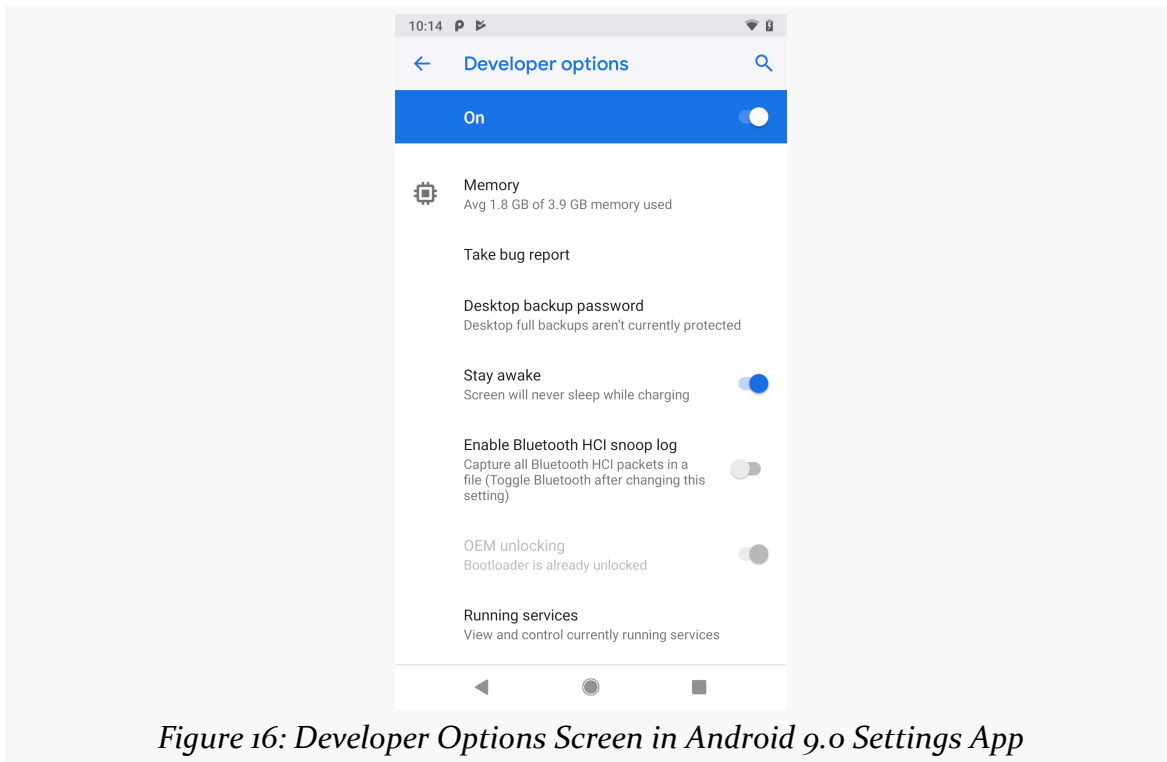 10:14
Developer options
On
Memory
Avg 1.8 GB of 3.9 GB memory used
Take bug report
Desktop backup password
Desktop full backups aren't currently protected
Stay awake
Screen will never sleep while charging
Enable Bluetooth HCI snoop log
Capture all Bluetooth HCI packets in a
file (Toggle Bluetooth after changing this
setting)
OEM unlocking
Bootloader is already unlocked
Running services
View and control currently running services
Figure 16: Developer Options Screen in Android 9.0 Settings App